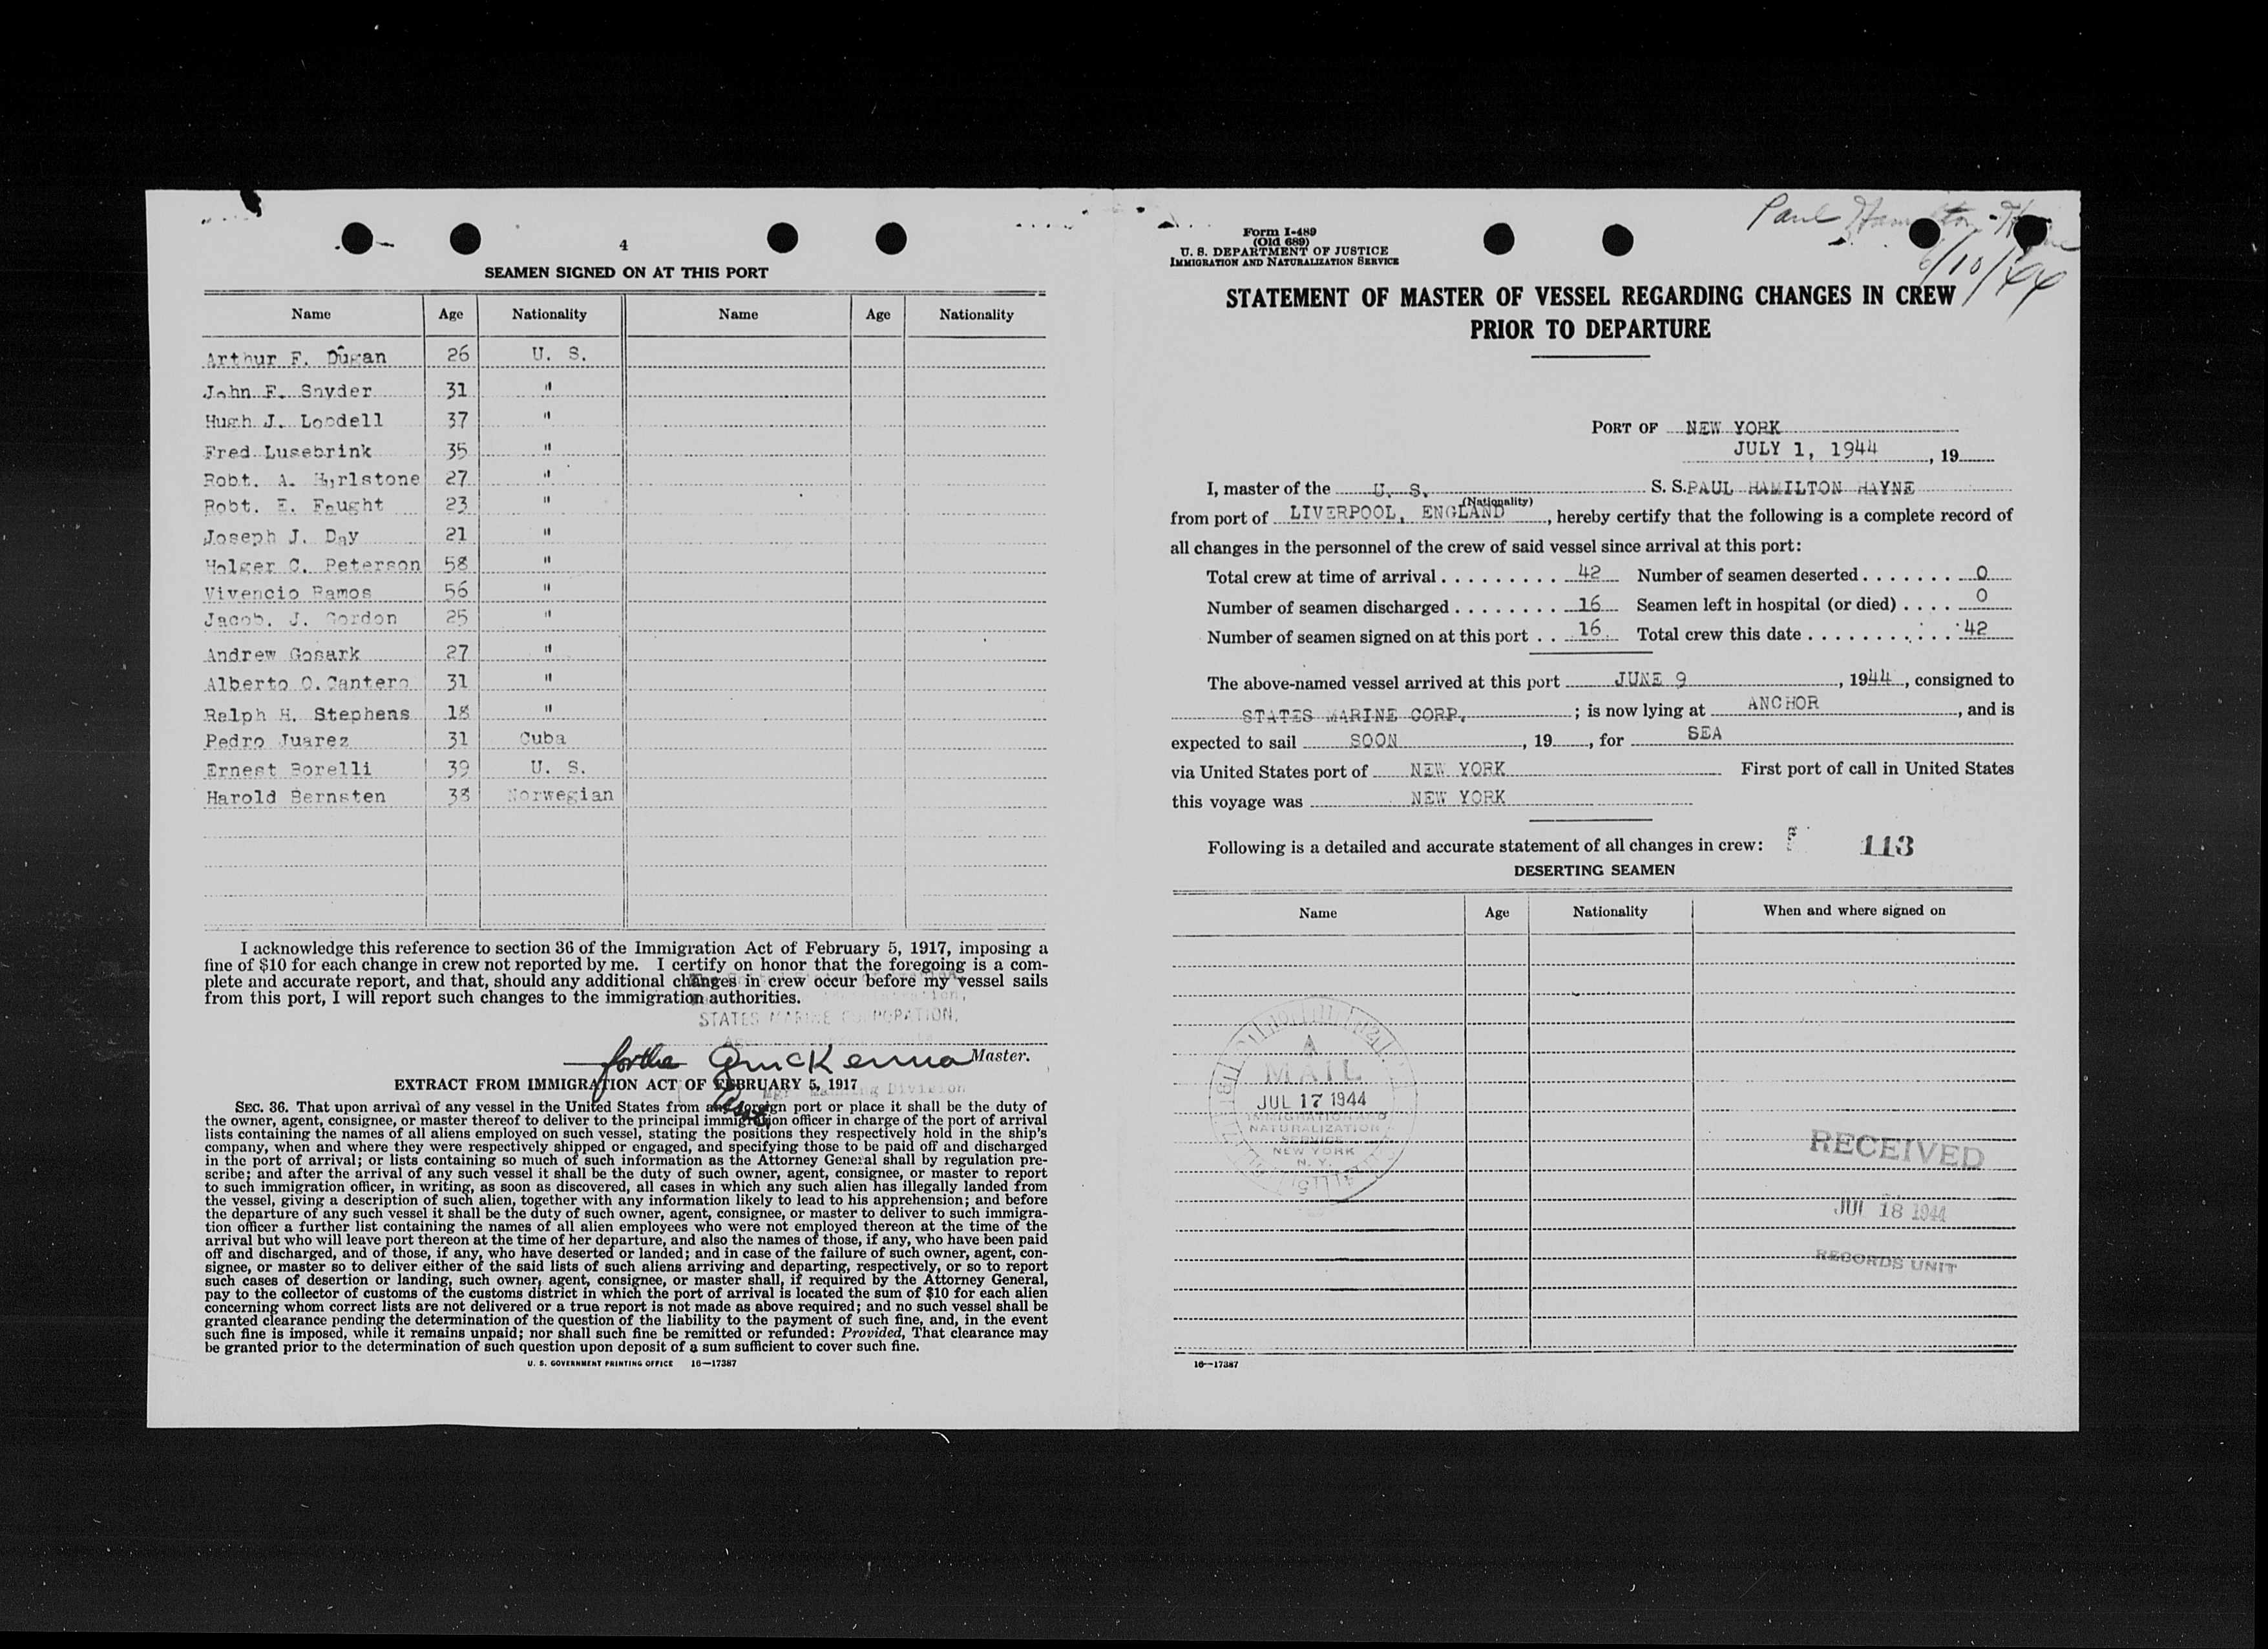 4
SEAMEN SIGNED ON AT THIS PORT
Name Age Nationality Name Age Nationality
Arthur F. Dugan 26 U. S.
John F. Snyder 31 "
Hugh J. Loodell 37 "
Fred Lusebrink 35 "
Robt. A. Hurlstone 27 "
Robt. E. Faught 23 "
Joseph J. Day 21 "
Holger C. Peterson 58 "
Vivencio Ramos 56 "
Jacob. J. Gordon 25 "
Andrew Gosark 27 "
Alberto O. Cantero 31 "
Ralph H. Stephens 18 "
Pedro Juarez 31 Cuba
Ernest Borelli 39 U. S.
Harold Bernsten 38 Norwegian
I acknowledge this reference to section 36 of the Immigration Act of February 5, 1917, imposing a
fine of $10 for each change in crew not reported by me. I certify on honor that the foregoing is a com-
plete and accurate report, and that, should any additional changes in crew occur before my vessel sails
from this port, I will report such changes to the immigration authorities.
STATES MARINE CORPORATION,
for the McKenna Master.
EXTRACT FROM IMMIGRATION ACT OF FEBRUARY 5, 1917
Division
SEC. 36. That upon arrival of any vessel in the United States from any foreign port or place it shall be the duty of
the owner, agent, consignee, or master thereof to deliver to the principal immigration officer in charge of the port of arrival
lists containing the names of all aliens employed on such vessel, stating the positions they respectively hold in the ship's
company, when and where they were respectively shipped or engaged, and specifying those to be paid off and discharged
in the port of arrival; or lists containing so much of such information as the Attorney General shall by regulation pre-
scribe; and after the arrival of any such vessel it shall be the duty of such owner, agent, consignee, or master to report
to such immigration officer, in writing, as soon as discovered, all cases in which any such alien has illegally landed from
the vessel, giving a description of such alien, together with any information likely to lead to his apprehension; and before
the departure of any such vessel it shall be the duty of such owner, agent, consignee, or master to deliver to such immigra-
tion officer a further list containing the names of all alien employees who were not employed thereon at the time of the
arrival but who will leave port thereon at the time of her departure, and also the names of those, if any, who have been paid
off and discharged, and of those, if any, who have deserted or landed; and in case of the failure of such owner, agent, con-
signee, or master so to deliver either of the said lists of such aliens arriving and departing, respectively, or so to report
such cases of desertion or landing, such owner, agent, consignee, or master shall, if required by the Attorney General,
pay to the collector of customs of the customs district in which the port of arrival is located the sum of $10 for each alien
concerning whom correct lists are not delivered or a true report is not made as above required; and no such vessel shall be
granted clearance pending the determination of the question of the liability to the payment of such fine, and, in the event
such fine is imposed, while it remains unpaid; nor shall such fine be remitted or refunded: Provided, That clearance may
be granted prior to the determination of such question upon deposit of a sum sufficient to cover such fine.
U. S. GOVERNMENT PRINTING OFFICE 16—17387
Paul Hamilton Hayne
6/10/44
Form I-489
(Old 689)
U. S. DEPARTMENT OF JUSTICE
IMMIGRATION AND NATURALIZATION SERVICE
STATEMENT OF MASTER OF VESSEL REGARDING CHANGES IN CREW
PRIOR TO DEPARTURE
PORT OF NEW YORK
JULY 1, 1944, 19
I, master of the U. S. S. S. PAUL HAMILTON HAYNE
(Nationality)
from port of LIVERPOOL, ENGLAND, hereby certify that the following is a complete record of
all changes in the personnel of the crew of said vessel since arrival at this port:
Total crew at time of arrival 42 Number of seamen deserted 0
Number of seamen discharged 16 Seamen left in hospital (or died) 0
Number of seamen signed on at this port 16 Total crew this date 42
The above-named vessel arrived at this port JUNE 9, 1944, consigned to
STATES MARINE CORP.; is now lying at ANCHOR, and is
expected to sail SOON, 19, for SEA
via United States port of NEW YORK First port of call in United States
this voyage was NEW YORK
Following is a detailed and accurate statement of all changes in crew: 113
DESERTING SEAMEN
Name Age Nationality When and where signed on
A
MAIL
JUL 17 1944
IMMIGRATION AND
NATURALIZATION
SERVICE
NEW YORK
N. Y.
RECEIVED
JUL 18 1944
RECORDS UNIT
16—17387